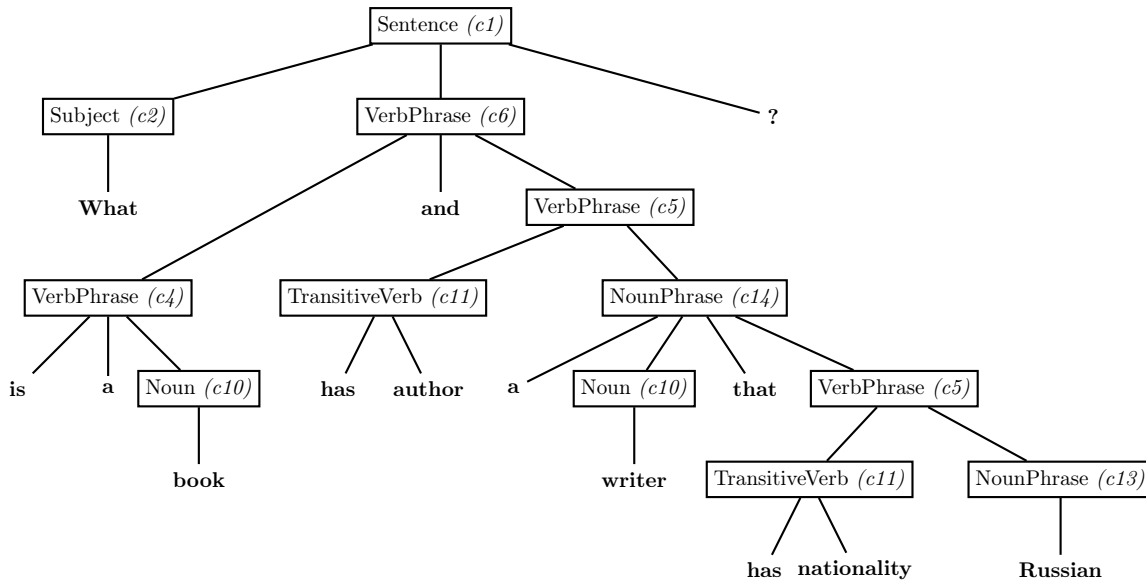 Sentence (c1)
Subject (c2) VerbPhrase (c6) ?
What and VerbPhrase (c5)
VerbPhrase (c4) TransitiveVerb (c11) NounPhrase (c14)
is a Noun (c10) has author a Noun (c10) that VerbPhrase (c5)
book writer TransitiveVerb (c11) NounPhrase (c13)
has nationality Russian